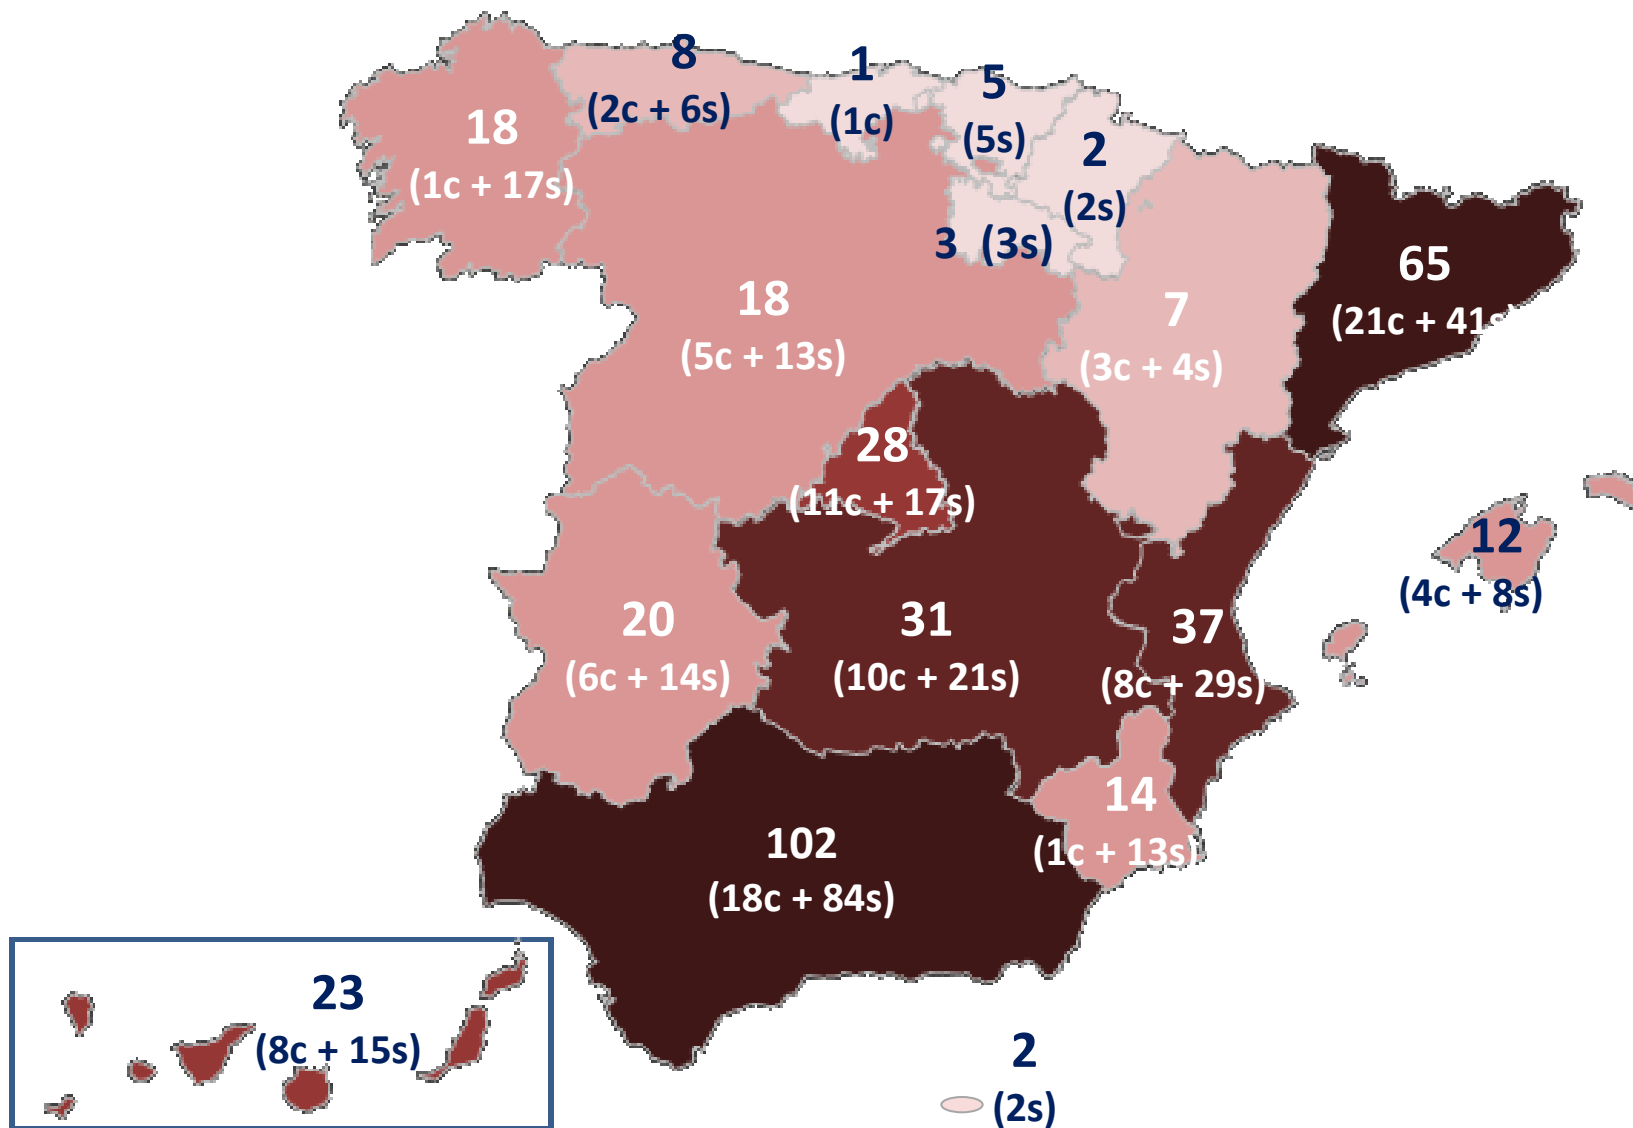 8
(2c + 6s)
1
(1c)
5
(5s)
2
(2s)
18
(1c + 17s)
3 (3s)
65
(21c + 41s)
18
(5c + 13s)
7
(3c + 4s)
28
(11c + 17s)
12
(4c + 8s)
20
(6c + 14s)
31
(10c + 21s)
37
(8c + 29s)
14
(1c + 13s)
102
(18c + 84s)
23
(8c + 15s)
2
(2s)